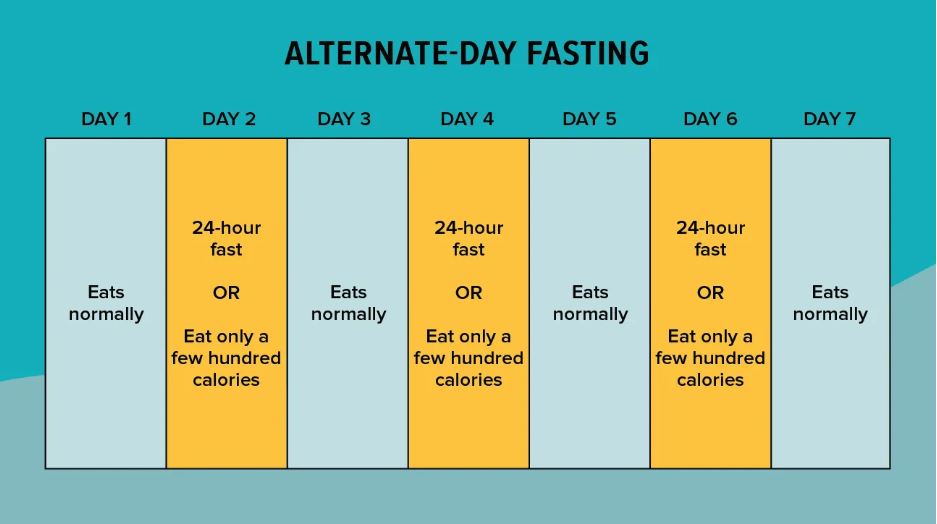 ALTERNATE-DAY FASTING
DAY 1
DAY 2
DAY 3
DAY 4
DAY 5
DAY 6
DAY 7
Eats
normally
24-hour
fast
OR
Eat only a
few hundred
calories
Eats
normally
24-hour
fast
OR
Eat only a
few hundred
calories
Eats
normally
24-hour
fast
OR
Eat only a
few hundred
calories
Eats
normally